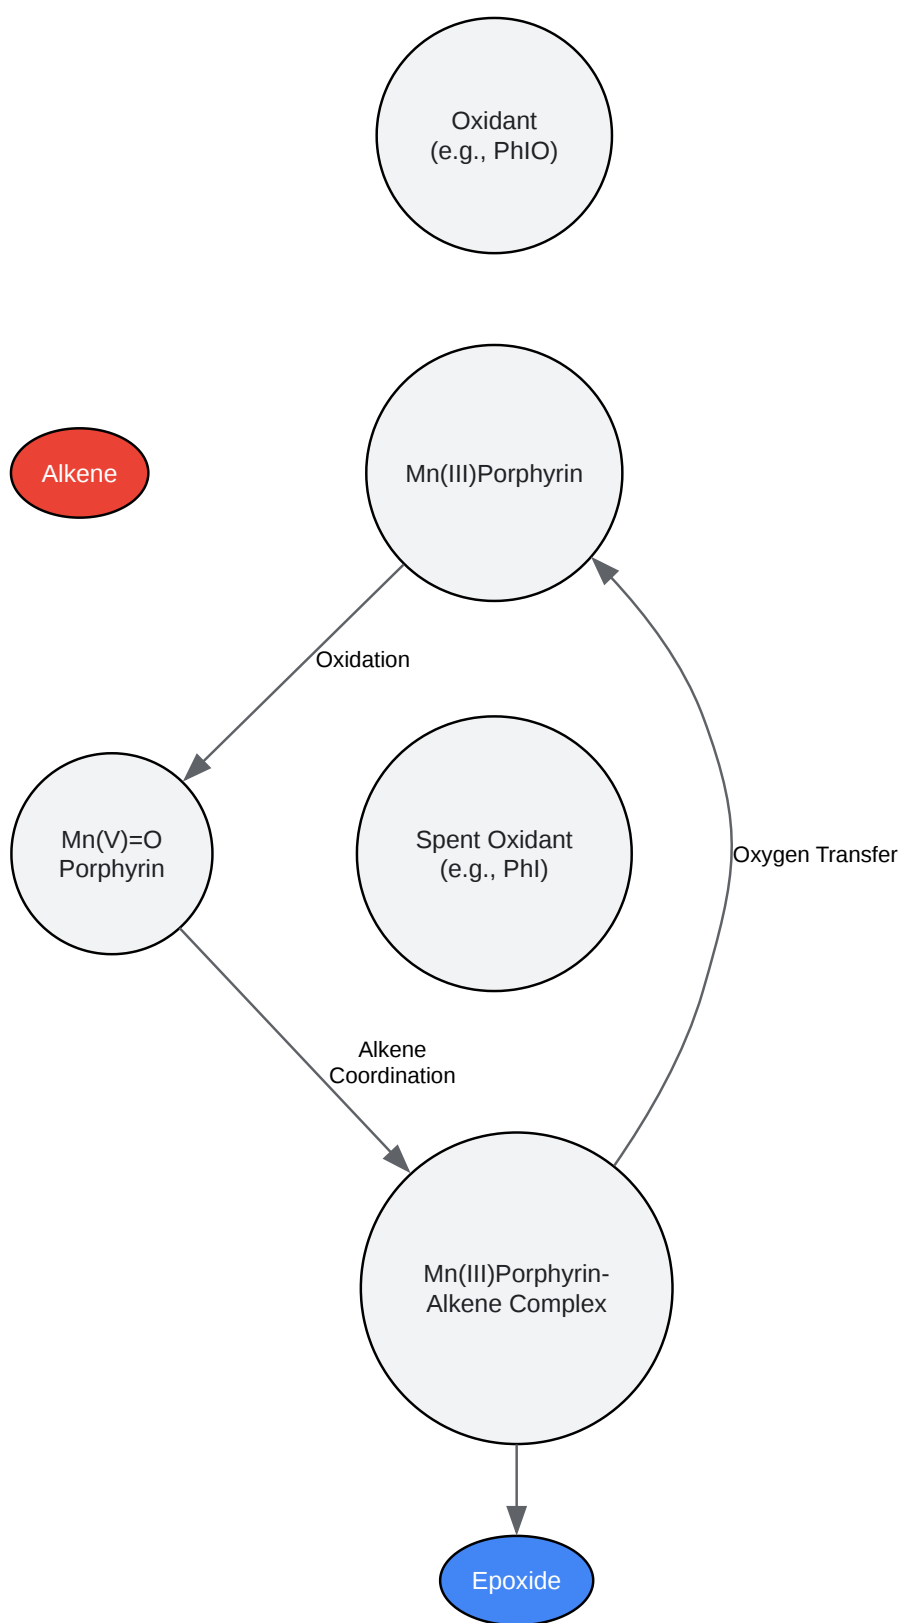 Oxidant
(e.g., PhIO)
Alkene
Mn(III)Porphyrin
Oxidation
Mn(V)=O
Porphyrin
Spent Oxidant
(e.g., PhI)
Oxygen Transfer
Alkene
Coordination
Mn(III)Porphyrin-
Alkene Complex
Epoxide